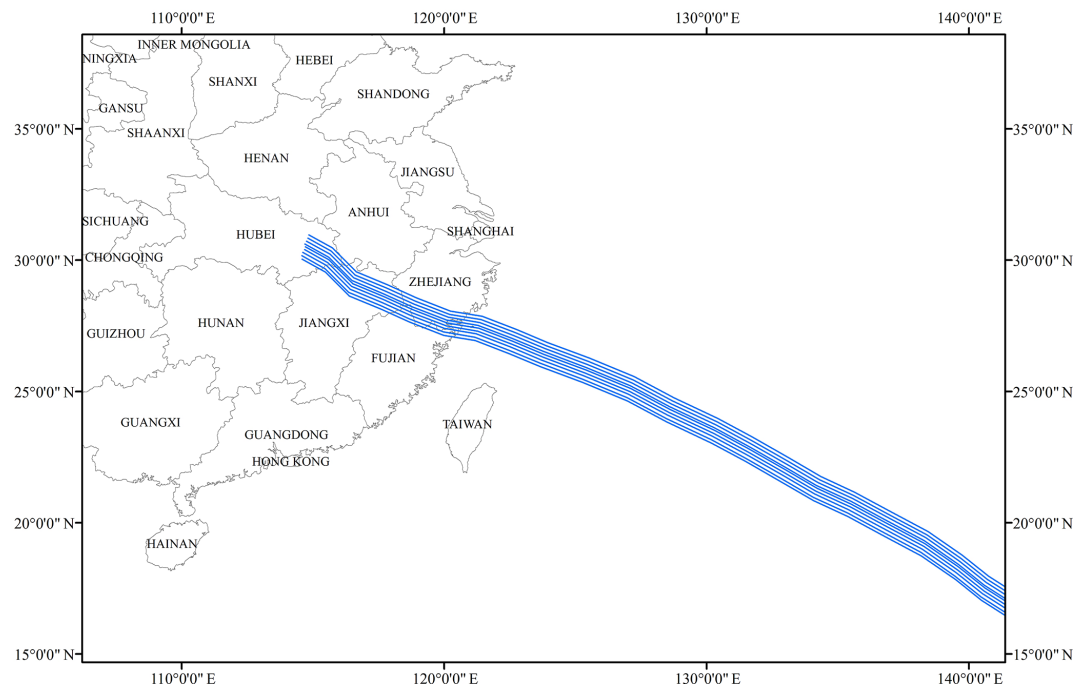 110°0'0" E 120°0'0" E 130°0'0" E 140°0'0" E
INNER MONGOLIA
NINGXIA
HEBEI
SHANXI
SHANDONG
GANSU
35°0'0" N
35°0'0" N
SHAANXI
HENAN
JIANGSU
ANHUI
SICHUANG
SHANGHAI
HUBEI
CHONGQING
30°0'0" N
30°0'0" N
ZHEJIANG
HUNAN
JIANGXI
GUIZHOU
FUJIAN
25°0'0" N
25°0'0" N
GUANGXI
TAIWAN
GUANGDONG
HONG KONG
20°0'0" N
20°0'0" N
HAINAN
15°0'0" N
15°0'0" N
110°0'0" E 120°0'0" E 130°0'0" E 140°0'0" E